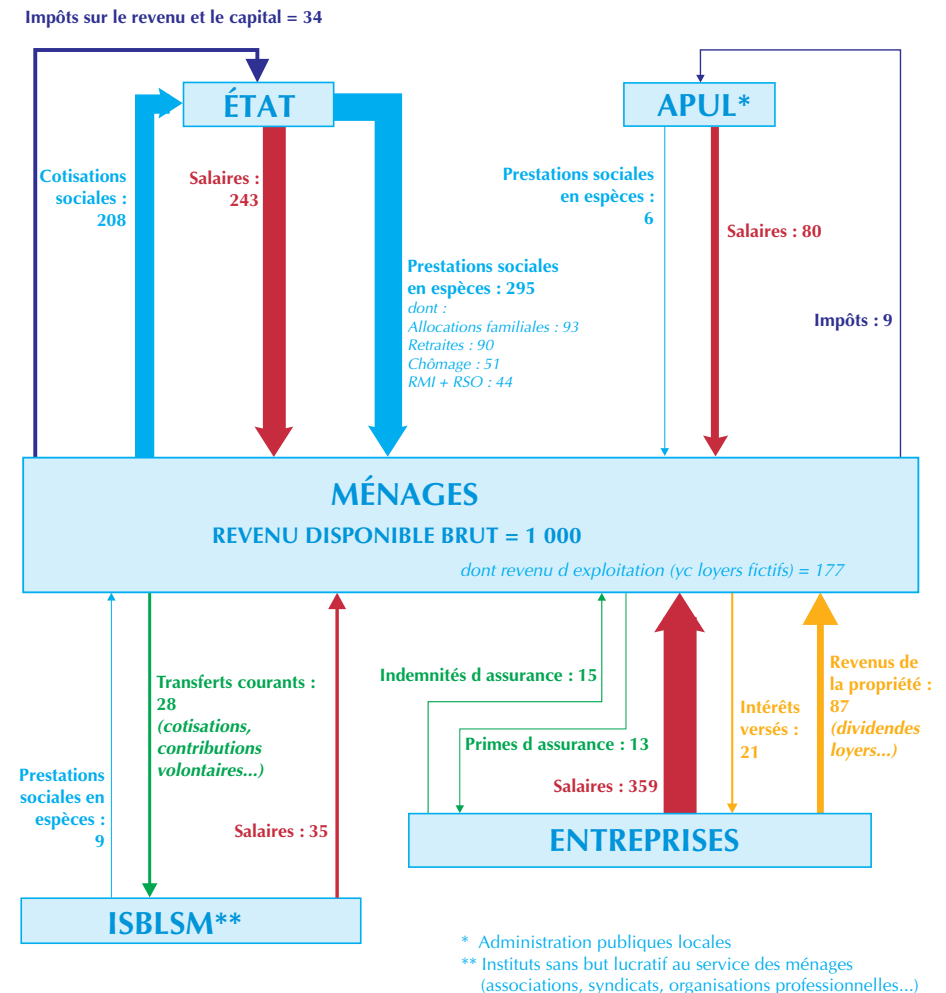 Impôts sur le revenu et le capital = 34
ÉTAT
APUL*
Cotisations
sociales :
208
Salaires :
243
Prestations sociales
en espèces : 295
dont :
Allocations familiales : 93
Retraites : 90
Chômage : 51
RMI + RSO : 44
Prestations sociales
en espèces :
6
Salaires : 80
Impôts : 9
MÉNAGES
REVENU DISPONIBLE BRUT = 1 000
dont revenu d exploitation (yc loyers fictifs) = 177
Prestations
sociales en
espèces :
9
Transferts courants :
28
(cotisations,
contributions
volontaires...)
Salaires : 35
Indemnités d assurance : 15
Primes d assurance : 13
Salaires : 359
Intérêts
versés :
21
Revenus de
la propriété :
87
(dividendes
loyers...)
ENTREPRISES
ISBLSM**
* Administration publiques locales
** Instituts sans but lucratif au service des ménages
(associations, syndicats, organisations professionnelles...)